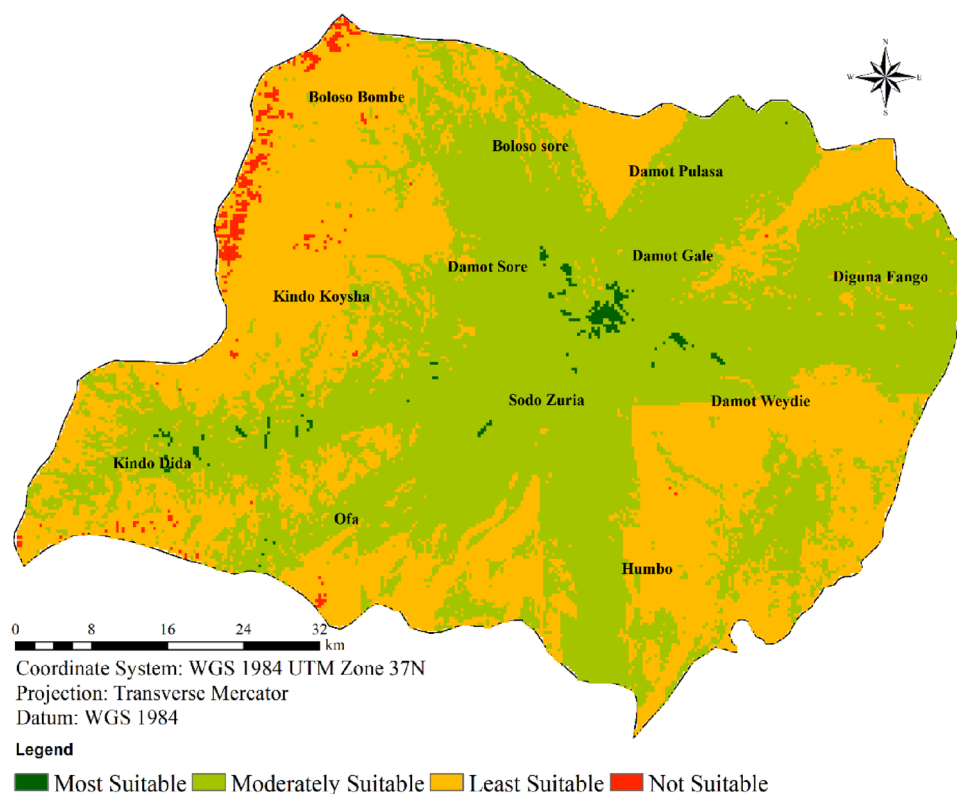 N
W E
S
Boloso Bombe
Boloso sore
Damot Pulasa
Damot Gale
Damot Sore
Diguna Fango
Kindo Koysha
Sodo Zuria
Damot Weydie
Kindo Dida
Ofa
Humbo
0 8 16 24 32
km
Coordinate System: WGS 1984 UTM Zone 37N
Projection: Transverse Mercator
Datum: WGS 1984
Legend
Most Suitable Moderately Suitable Least Suitable Not Suitable